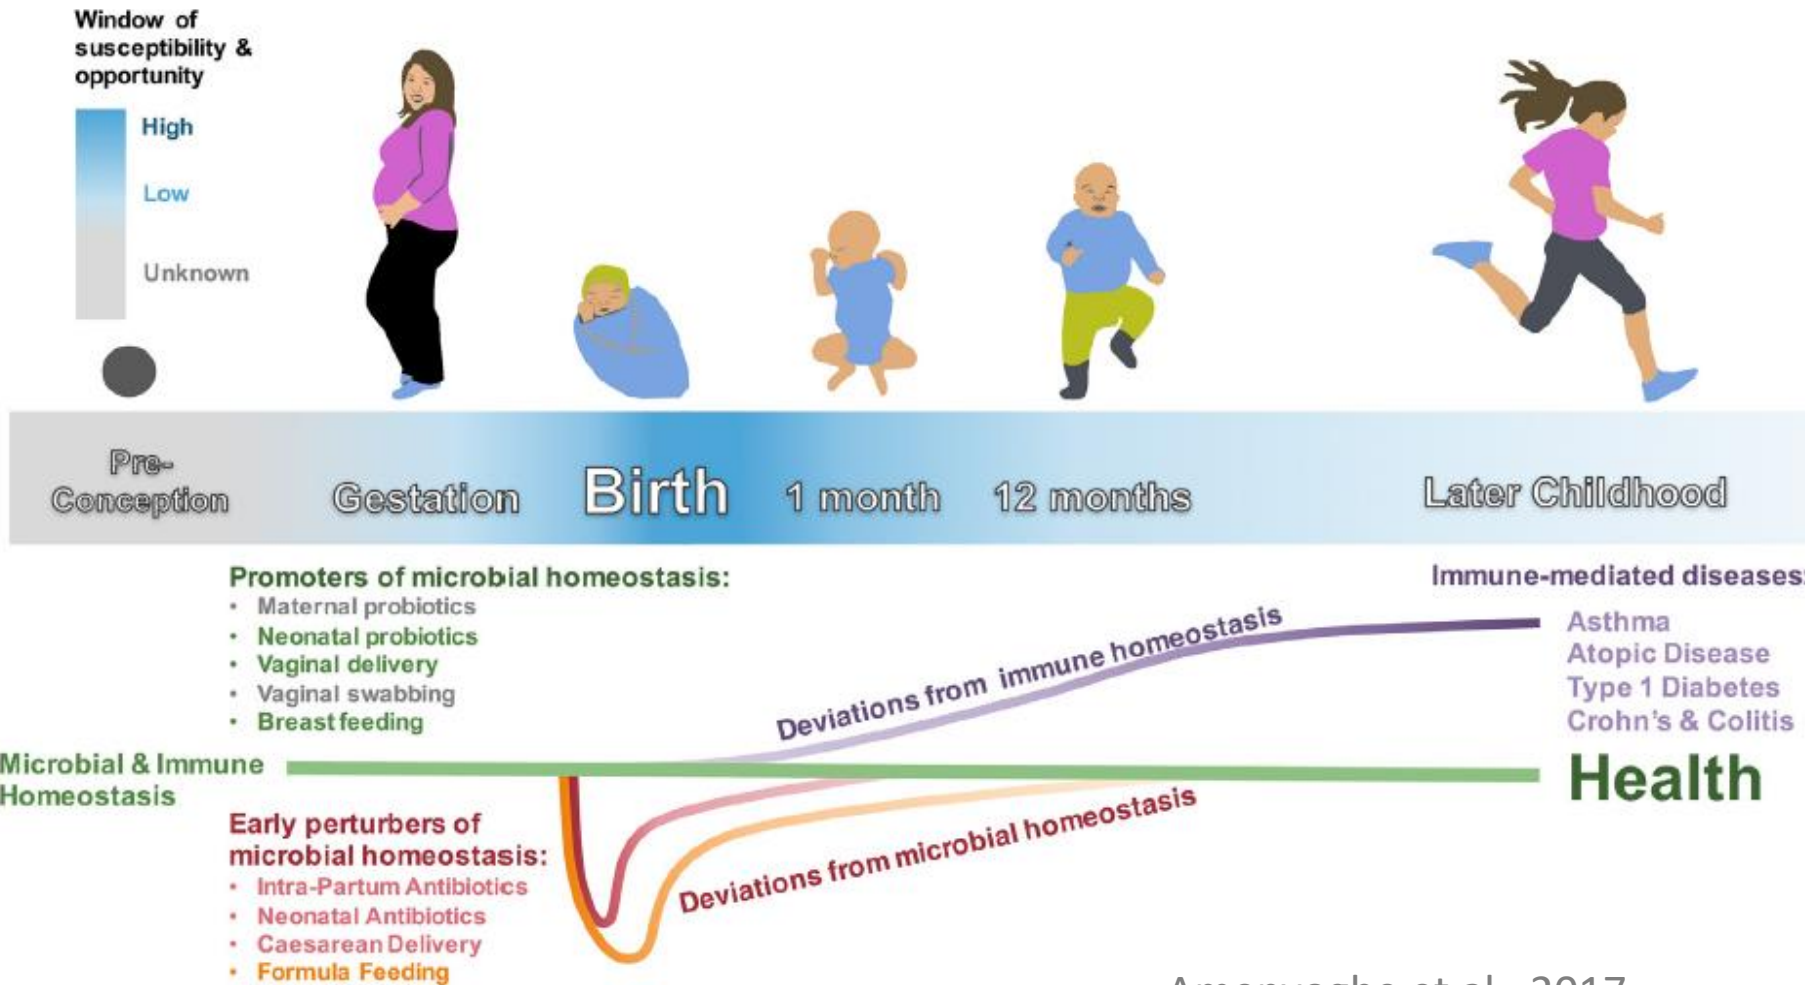 Window of
susceptibility &
opportunity
High
Low
Unknown
Pre-
Conception
Gestation
Birth
1 month
12 months
Later Childhood
Promoters of microbial homeostasis:
• Maternal probiotics
• Neonatal probiotics
• Vaginal delivery
• Vaginal swabbing
• Breast feeding
Immune-mediated diseases:
Asthma
Atopic Disease
Type 1 Diabetes
Crohn's & Colitis
Deviations from immune homeostasis
Microbial & Immune
Homeostasis
Health
Early perturbers of
microbial homeostasis:
• Intra-Partum Antibiotics
• Neonatal Antibiotics
• Caesarean Delivery
• Formula Feeding
Deviations from microbial homeostasis
et al., 2017